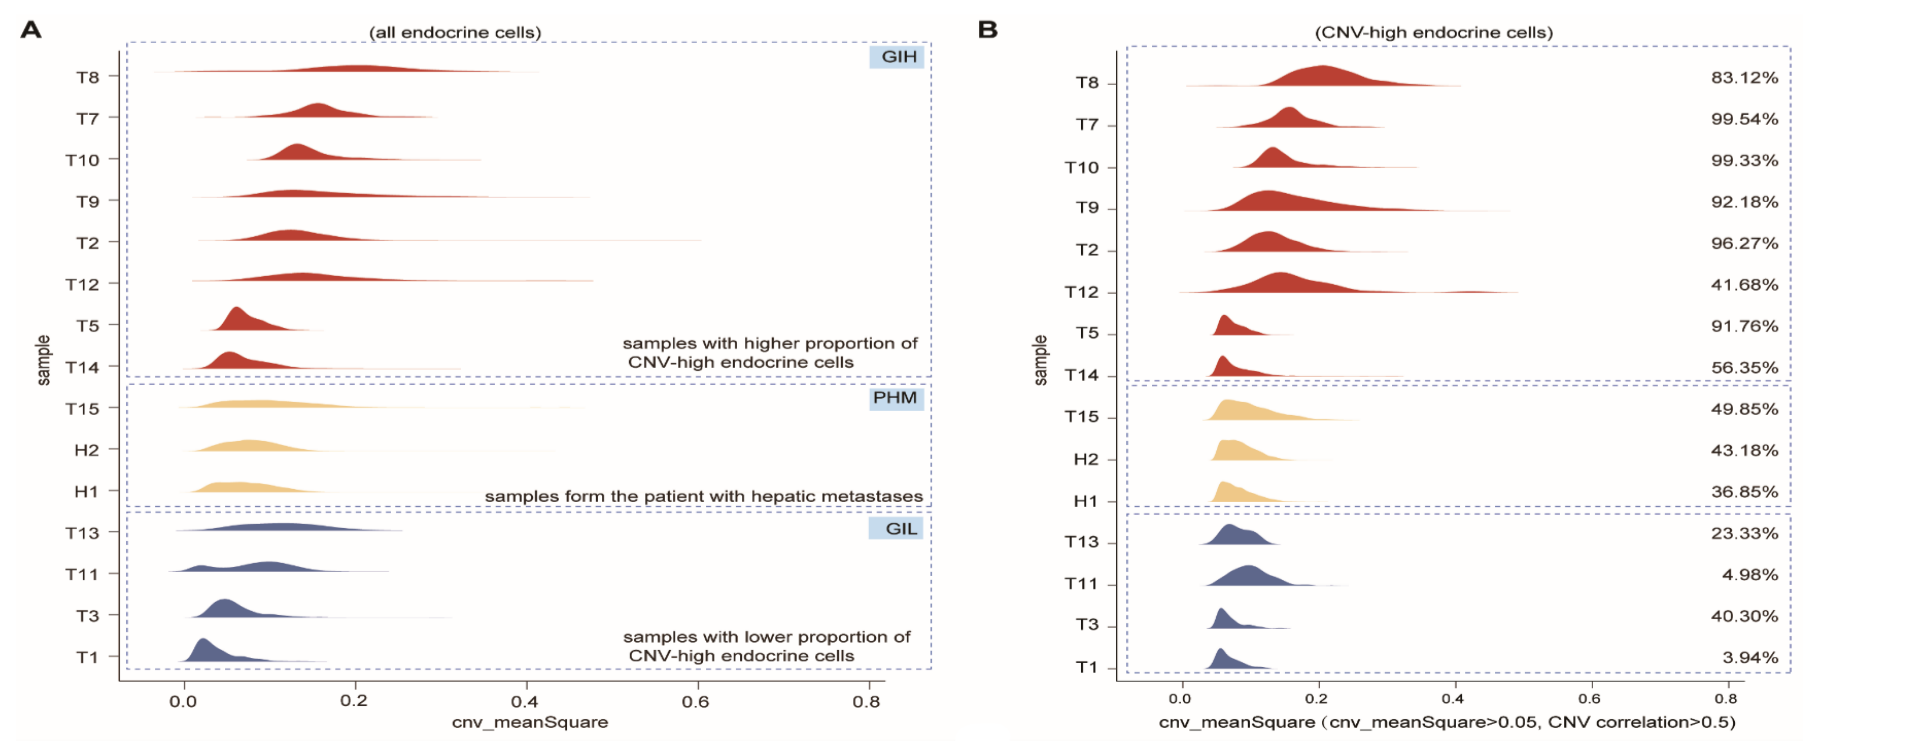 A
(all endocrine cells)
GIH
T8
T7
T10
T9
T2
T12
T5
T14
samples with higher proportion of
CNV-high endocrine cells
PHM
T15
H2
H1
samples form the patient with hepatic metastases
GIL
T13
T11
T3
T1
samples with lower proportion of
CNV-high endocrine cells
sample
0.0 0.2 0.4 0.6 0.8
cnv_meanSquare
B
(CNV-high endocrine cells)
T8 83.12%
T7 99.54%
T10 99.33%
T9 92.18%
T2 96.27%
T12 41.68%
T5 91.76%
T14 56.35%
T15 49.85%
H2 43.18%
H1 36.85%
T13 23.33%
T11 4.98%
T3 40.30%
T1 3.94%
sample
0.0 0.2 0.4 0.6 0.8
cnv_meanSquare (cnv_meanSquare>0.05, CNV correlation>0.5)